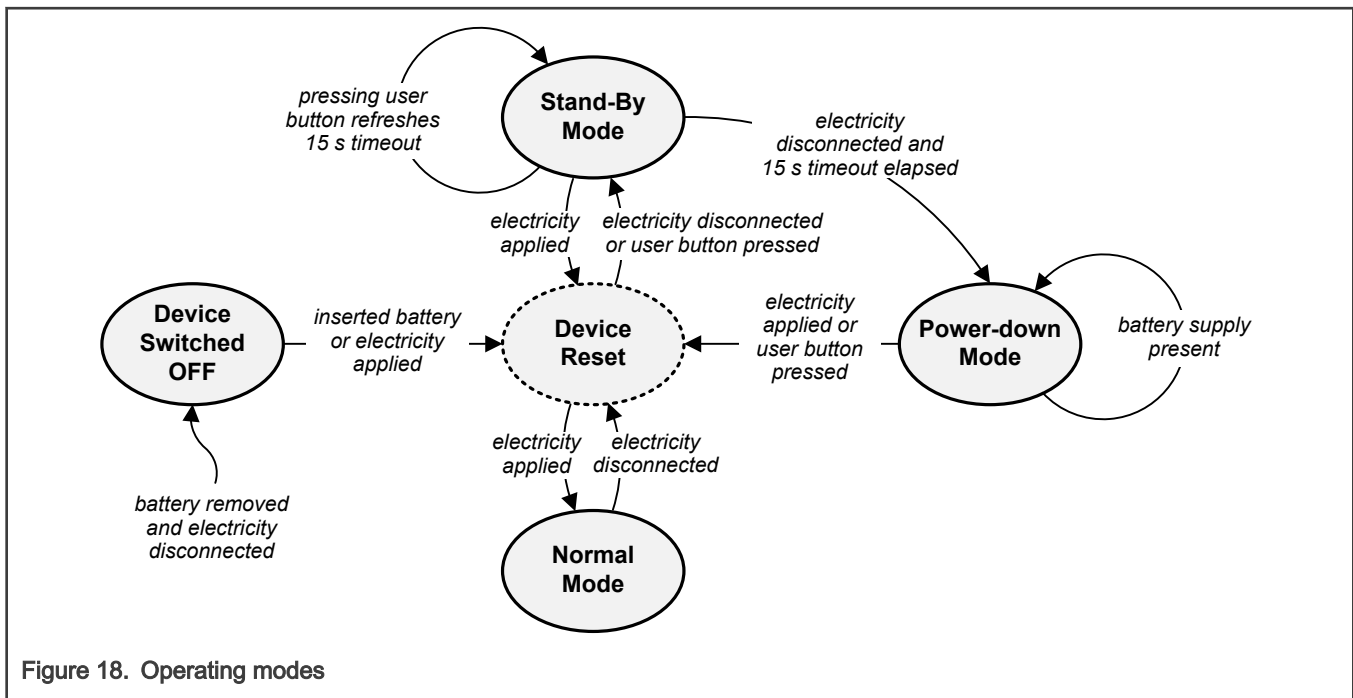 pressing user
button refreshes
15 s timeout
Stand-By
Mode
electricity
disconnected and
15 s timeout elapsed
electricity
applied
electricity disconnected
or user button pressed
Device
Switched
OFF
inserted battery
or electricity
applied
Device
Reset
electricity
applied or
user button
pressed
Power-down
Mode
battery supply
present
electricity
applied
electricity
disconnected
battery removed
and electricity
disconnected
Normal
Mode
Figure 18. Operating modes